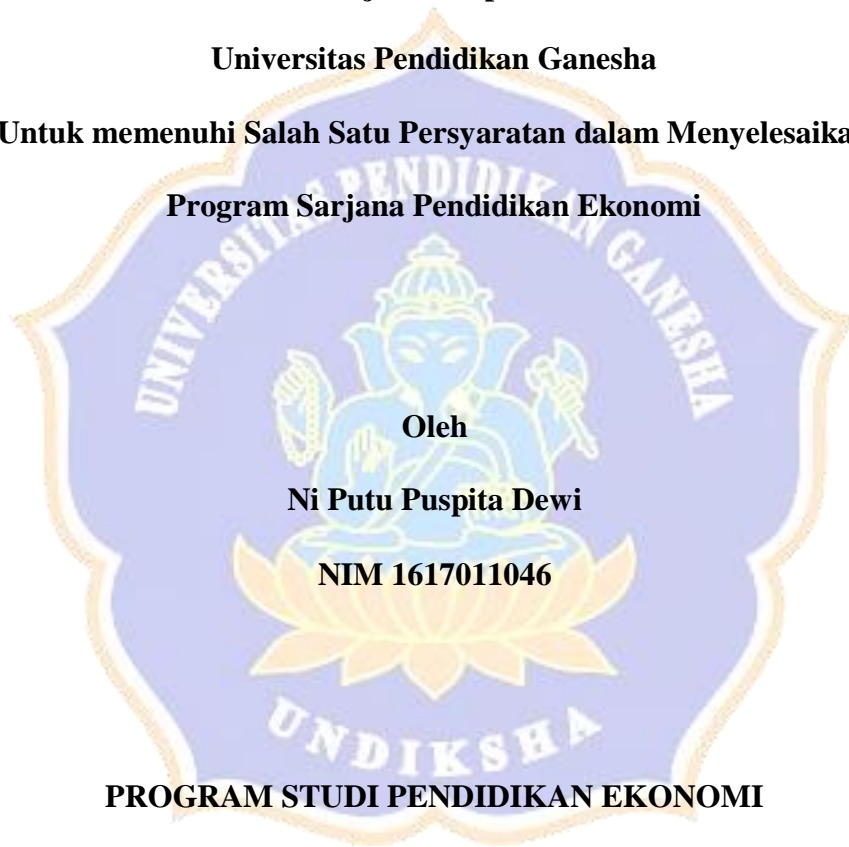 Universitas Pendidikan Ganesha
Untuk memenuhi Salah Satu Persyaratan dalam
Program Sarjana Pendidikan Ekonomi
UNIVERSITAS PENDIDIKAN GANESHA
Oleh
Ni Putu Puspita Dewi
NIM 1617011046
UNDIKSHA
PROGRAM STUDI PENDIDIKAN EKONOMI